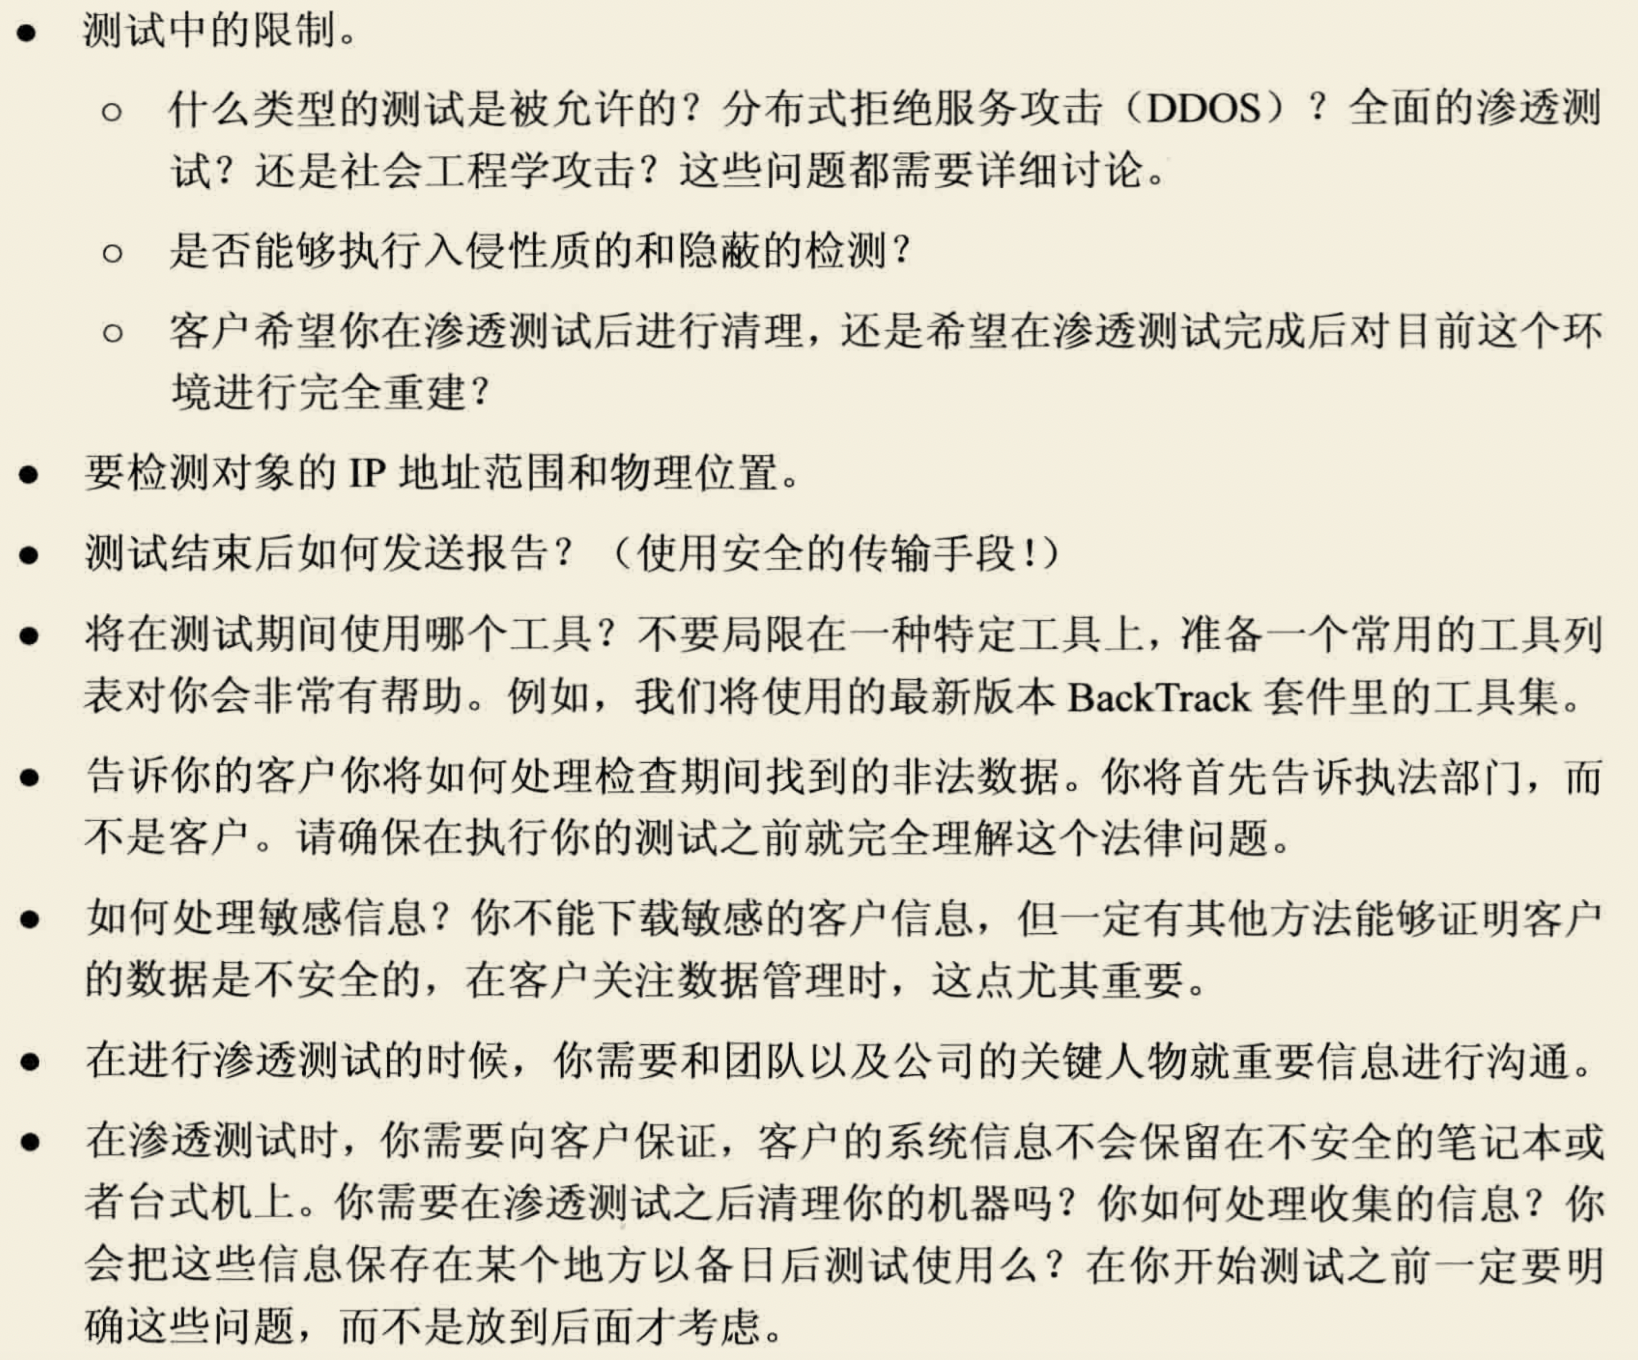 ● 测试中的限制。
○ 什么类型的测试是被允许的？分布式拒绝服务攻击（DDOS）？全面的渗透测
试？还是社会工程学攻击？这些问题都需要详细讨论。
○ 是否能够执行入侵性质的和隐蔽的检测？
○ 客户希望你在渗透测试后进行清理，还是希望在渗透测试完成后对目前这个环
境进行完全重建？
● 要检测对象的 IP 地址范围和物理位置。
● 测试结束后如何发送报告？（使用安全的传输手段！）
● 将在测试期间使用哪个工具？不要局限在一种特定工具上，准备一个常用的工具列
表对你会非常有帮助。例如，我们将使用的最新版本 BackTrack 套件里的工具集。
● 告诉你的客户你将如何处理检查期间找到的非法数据。你将首先告诉执法部门，而
不是客户。请确保在执行你的测试之前就完全理解这个法律问题。
● 如何处理敏感信息？你不能下载敏感的客户信息，但一定有其他方法能够证明客户
的数据是不安全的，在客户关注数据管理时，这点尤其重要。
● 在进行渗透测试的时候，你需要和团队以及公司的关键人物就重要信息进行沟通。
● 在渗透测试时，你需要向客户保证，客户的系统信息不会保留在不安全的笔记本或
者台式机上。你需要在渗透测试之后清理你的机器吗？你如何处理收集的信息？你
会把这些信息保存在某个地方以备日后测试使用么？在你开始测试之前一定要明
确这些问题，而不是放到后面才考虑。